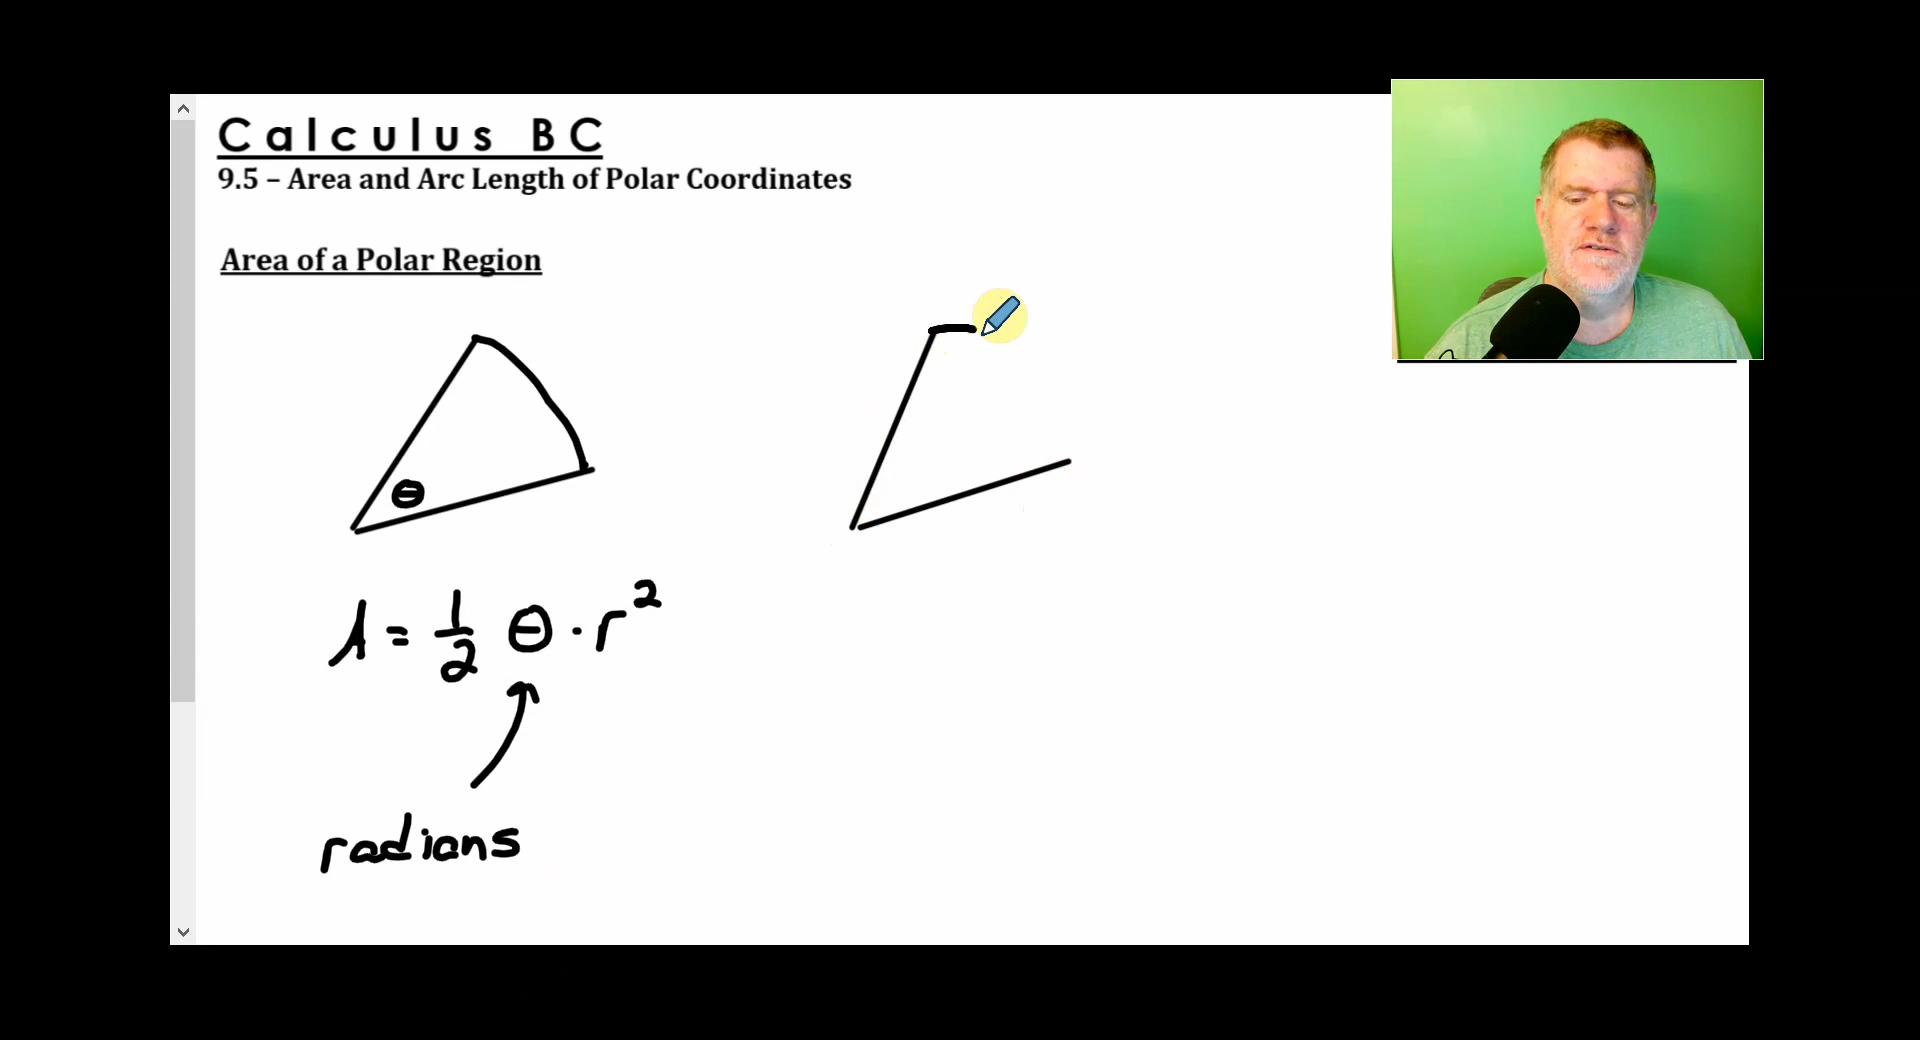 Calculus BC
9.5 – Area and Arc Length of Polar Coordinates
Area of a Polar Region
θ
A = 1/2 θ · r²
radians